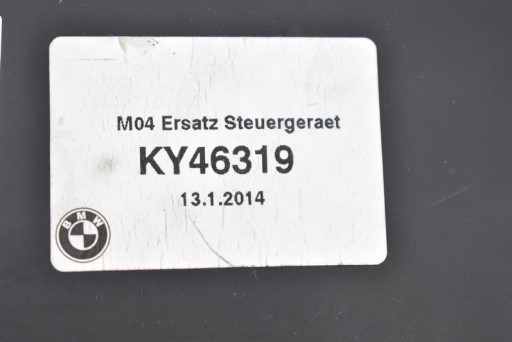 M04 Ersatz Steuergeraet
KY46319
13.1.2014
BMW